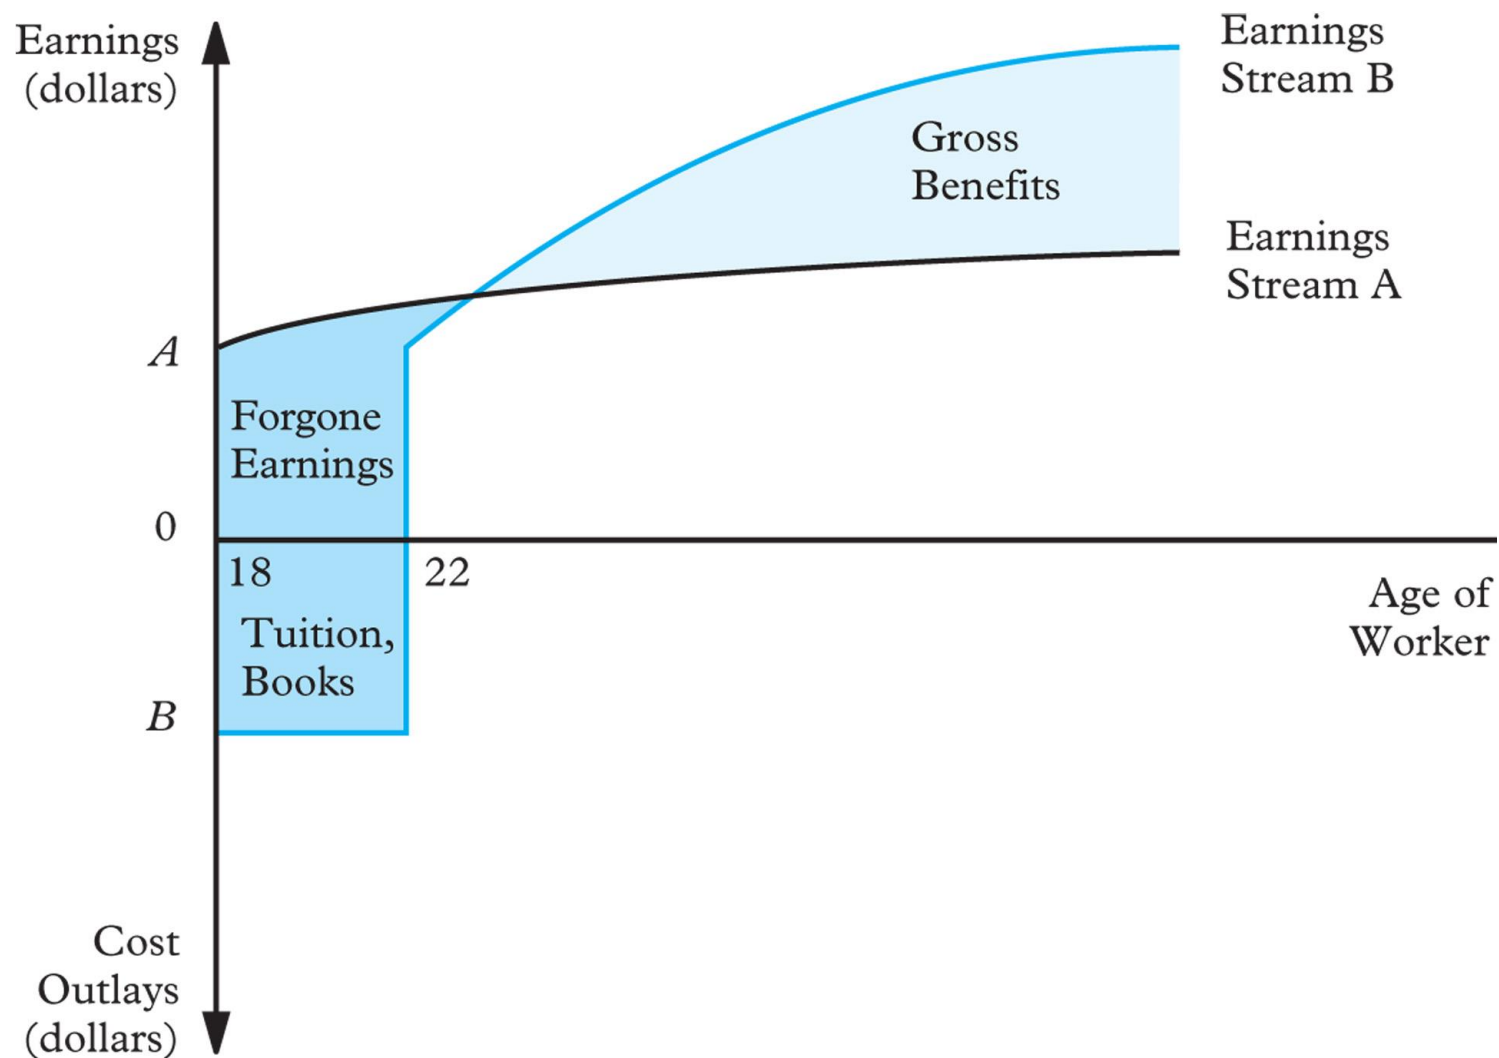 Earnings
(dollars)
Earnings
Stream B
Gross
Benefits
Earnings
Stream A
A
Forgone
Earnings
0
18
22
Age of
Worker
Tuition,
Books
B
Cost
Outlays
(dollars)